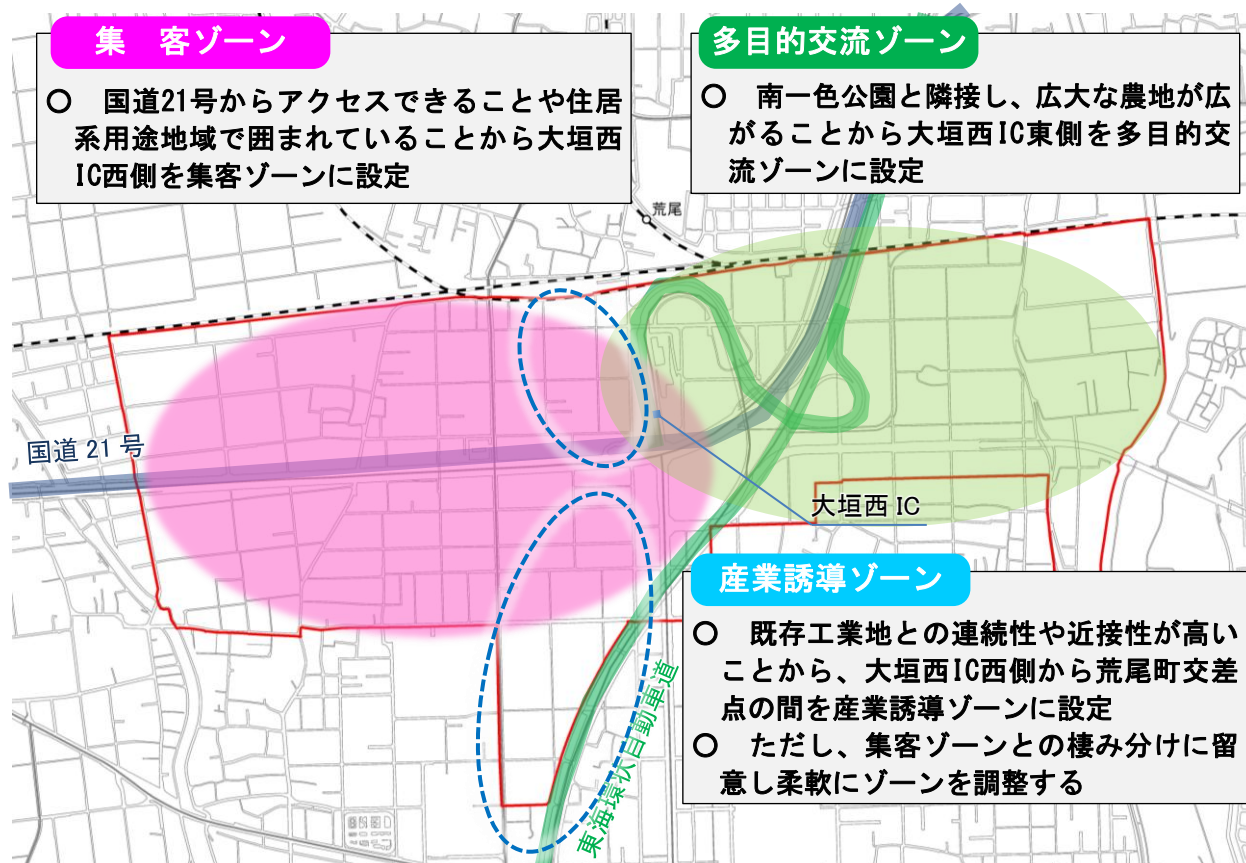 集　客ゾーン
○　国道21号からアクセスできることや住居
系用途地域で囲まれていることから大垣西
IC西側を集客ゾーンに設定
多目的交流ゾーン
○　南一色公園と隣接し、広大な農地が広
がることから大垣西IC東側を多目的交
流ゾーンに設定
荒尾
国道 21 号
大垣西 IC
東海環状自動車道
産業誘導ゾーン
○　既存工業地との連続性や近接性が高い
ことから、大垣西IC西側から荒尾町交差
点の間を産業誘導ゾーンに設定
○　ただし、集客ゾーンとの棲み分けに留
意し柔軟にゾーンを調整する